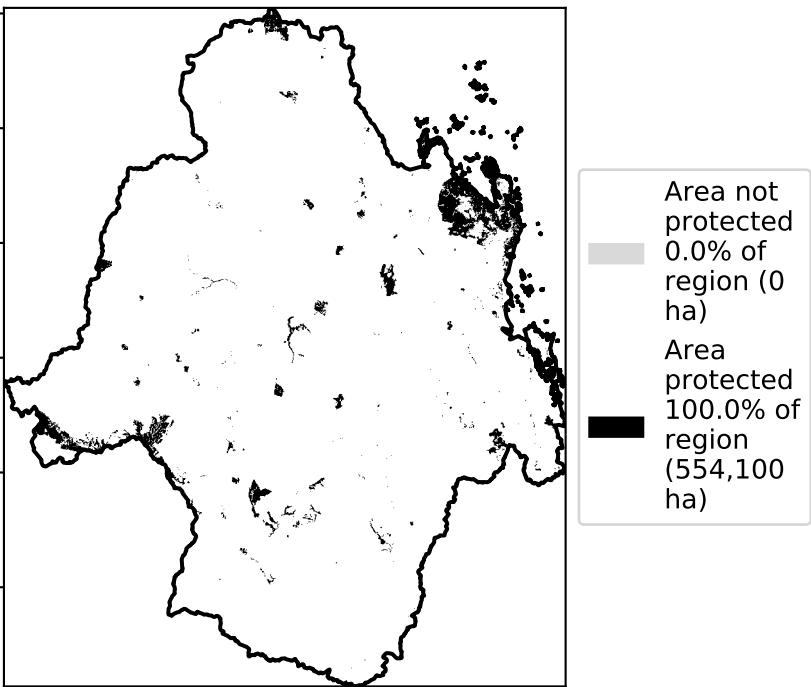 Area not
protected
0.0% of
region (0
ha)
Area
protected
100.0% of
region
(554,100
ha)